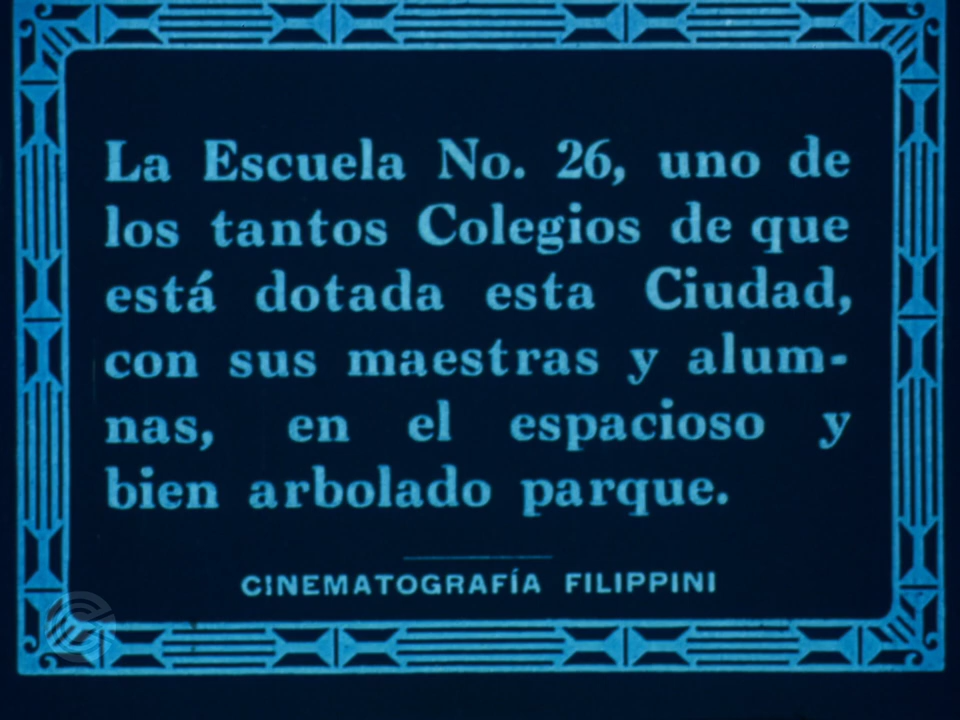 La Escuela No. 26, uno de
los tantos Colegios de que
está dotada esta Ciudad,
con sus maestras y alum-
nas, en el espacioso y
bien arbolado parque.
CINEMATOGRAFÍA FILIPPINI